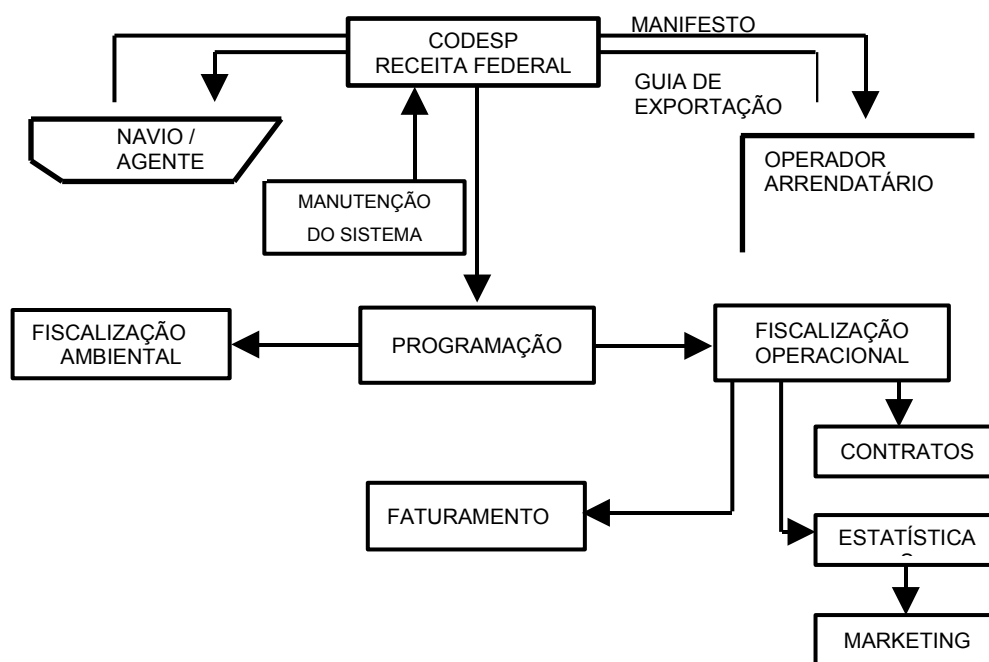 MANIFESTO
CODESP
RECEITA FEDERAL
GUIA DE
EXPORTAÇÃO
NAVIO /
AGENTE
OPERADOR
ARRENDATÁRIO
MANUTENÇÃO
DO SISTEMA
FISCALIZAÇÃO
AMBIENTAL
PROGRAMAÇÃO
FISCALIZAÇÃO
OPERACIONAL
CONTRATOS
FATURAMENTO
ESTATÍSTICA
MARKETING